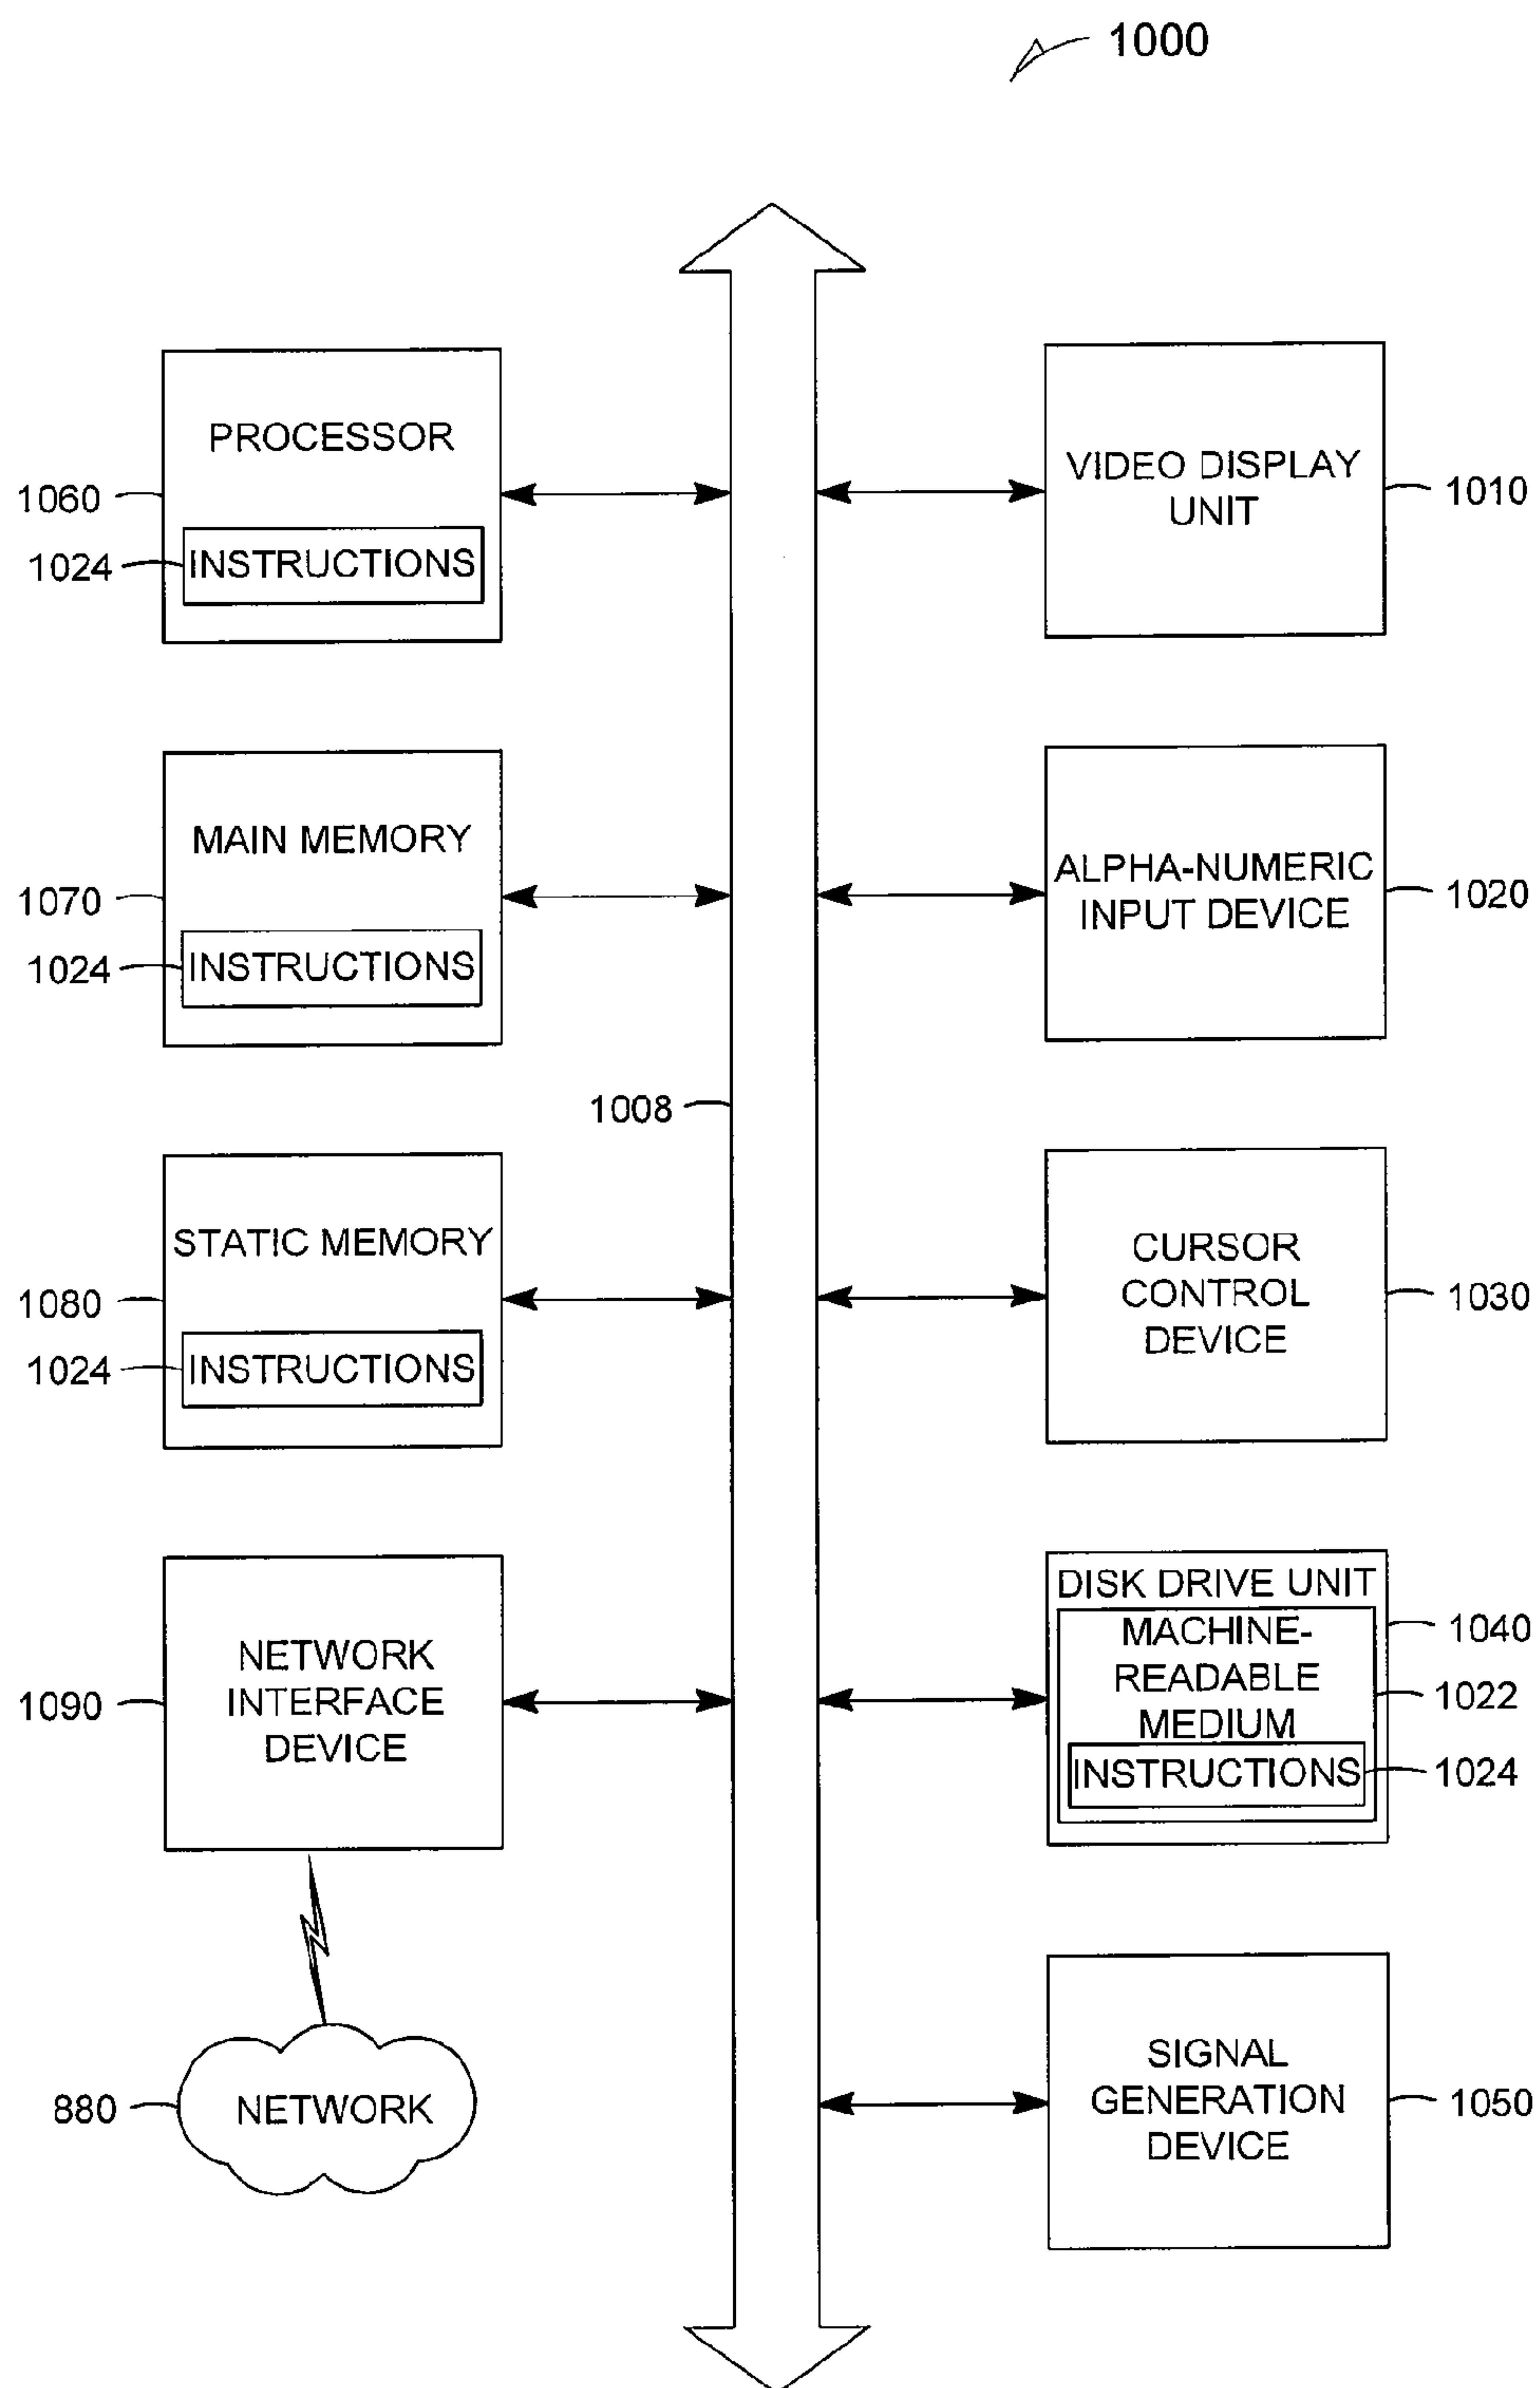 1000
PROCESSOR
1060
1024
INSTRUCTIONS
VIDEO DISPLAY
UNIT
1010
MAIN MEMORY
1070
1024
INSTRUCTIONS
ALPHA-NUMERIC
INPUT DEVICE
1020
1008
STATIC MEMORY
1080
1024
INSTRUCTIONS
CURSOR
CONTROL
DEVICE
1030
NETWORK
INTERFACE
DEVICE
1090
DISK DRIVE UNIT
1040
MACHINE-
READABLE
MEDIUM
1022
INSTRUCTIONS
1024
880
NETWORK
SIGNAL
GENERATION
DEVICE
1050